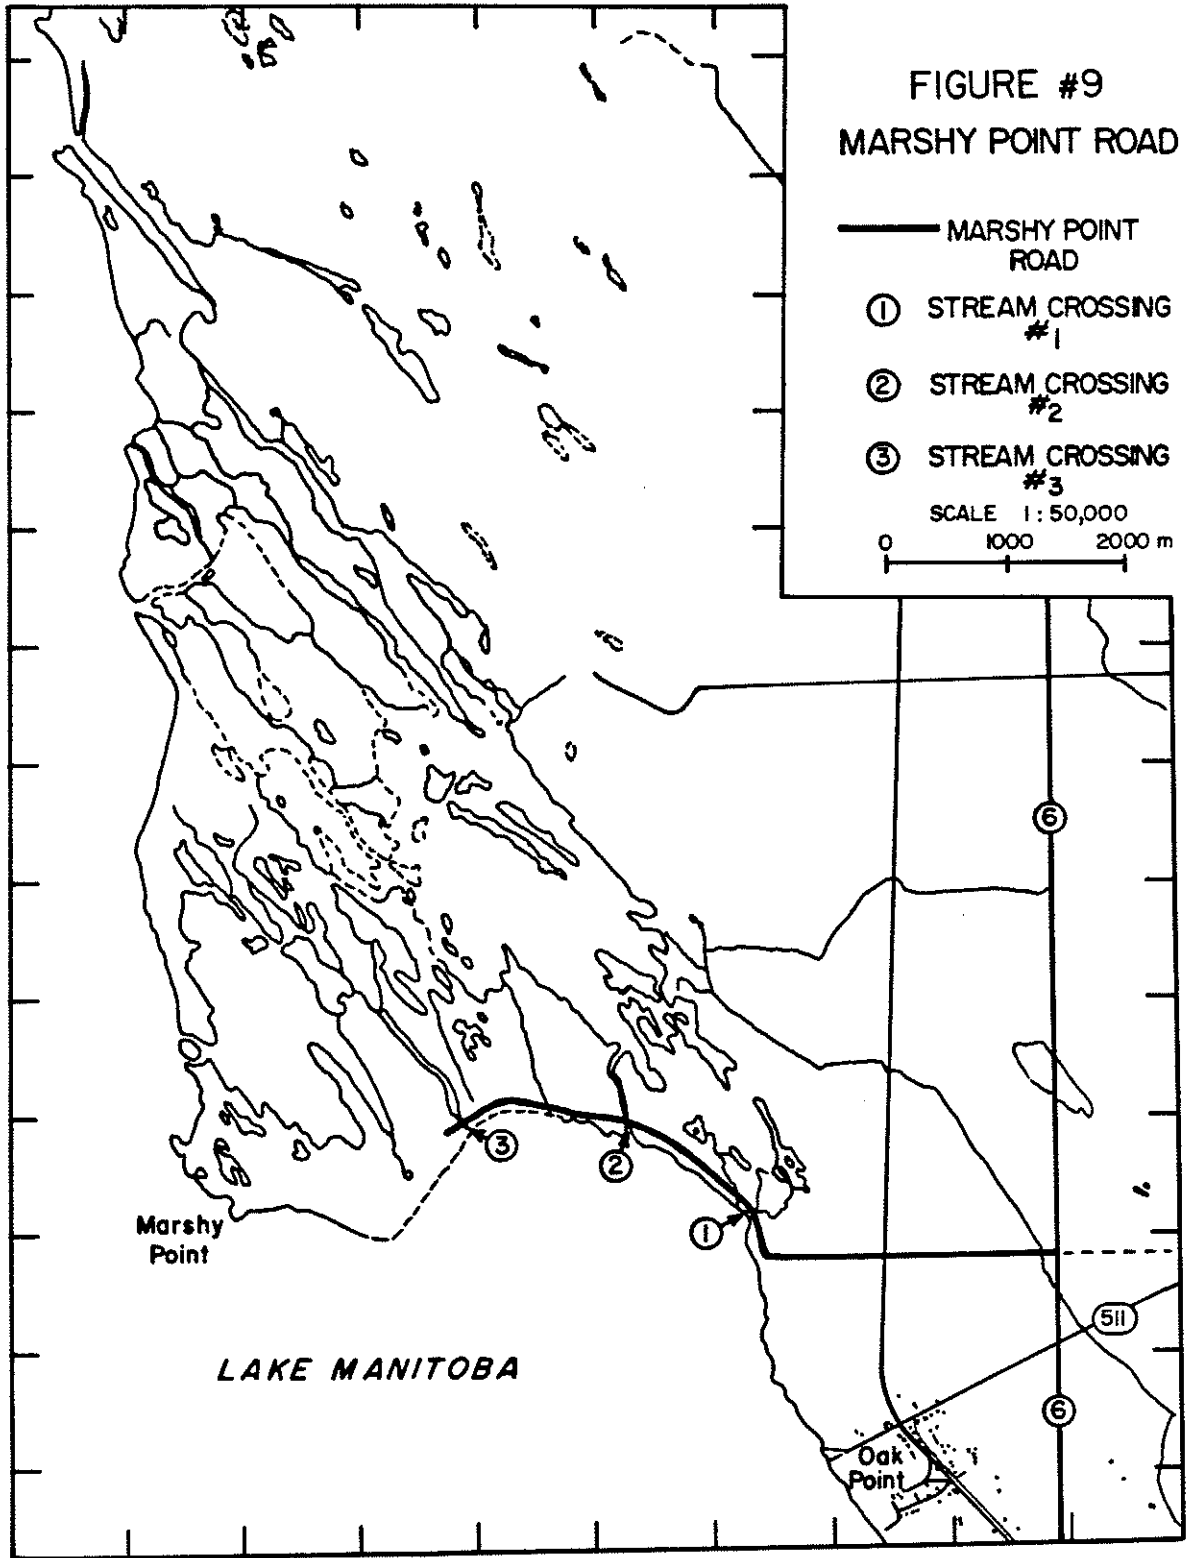 FIGURE #9
MARSHY POINT ROAD
MARSHY POINT
ROAD
1 STREAM CROSSING
#1
2 STREAM CROSSING
#2
3 STREAM CROSSING
#3
SCALE 1:50,000
0 1000 2000 m
6
3
2
1
Marshy
Point
511
LAKE MANITOBA
6
Oak
Point